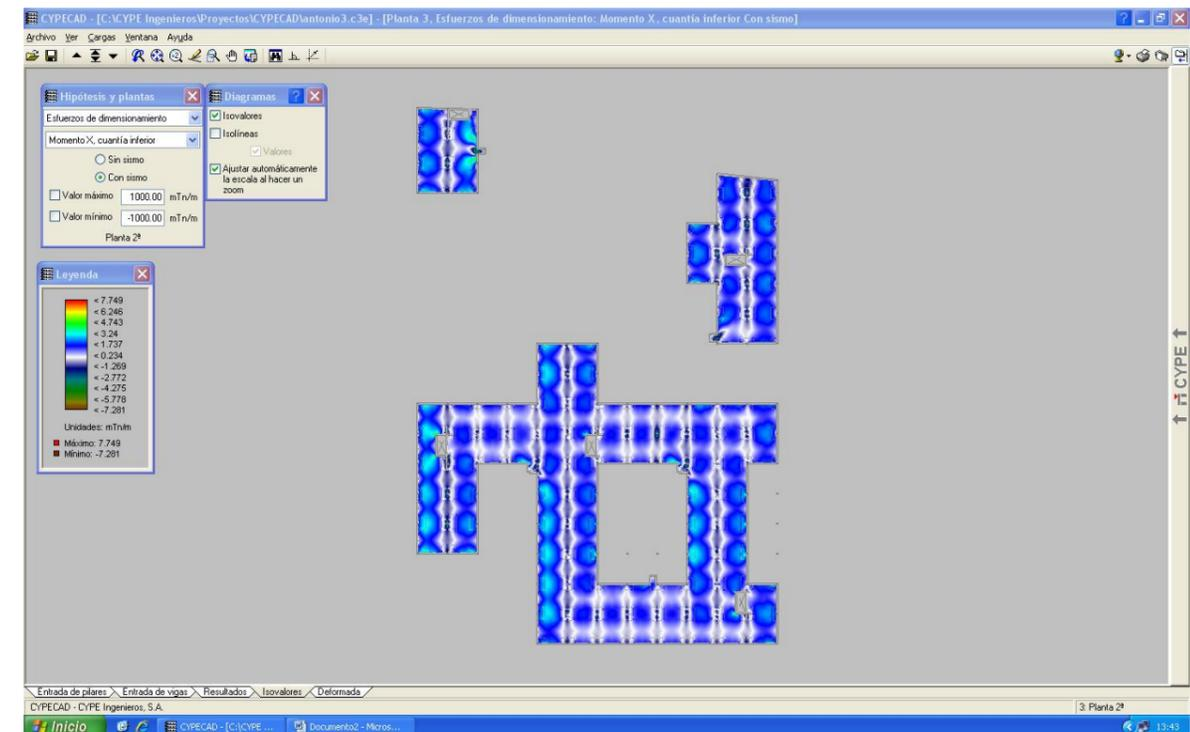 CYPECAD - [C:\CYPE Ingenieros\Proyectos\CYPECAD\antonio3.c3e] - [Planta 3, Esfuerzos de dimensionamiento: Momento X, cuantía inferior Con sismo]
Archivo Ver Cargas Ventana Ayuda
Hipótesis y plantas
Esfuerzos de dimensionamiento
Momento X, cuantía inferior
Sin sismo
Con sismo
Valor máximo 1000.00 mTn/m
Valor mínimo -1000.00 mTn/m
Planta 2ª
Diagramas
Isovalores
Isolíneas
Valores
Ajustar automáticamente
la escala al hacer un
zoom
Leyenda
< 7.749
< 6.246
< 4.743
< 3.24
< 1.737
< 0.234
< -1.269
< -2.772
< -4.275
< -5.778
< -7.281
Unidades: mTn/m
Máximo: 7.749
Mínimo: -7.281
CYPE
Entrada de pilares Entrada de vigas Resultados Isovalores Deformada
CYPECAD - CYPE Ingenieros, S.A. 3: Planta 2ª
Inicio CYPECAD - [C:\CYPE ... Documento2 - Micros... 13:43